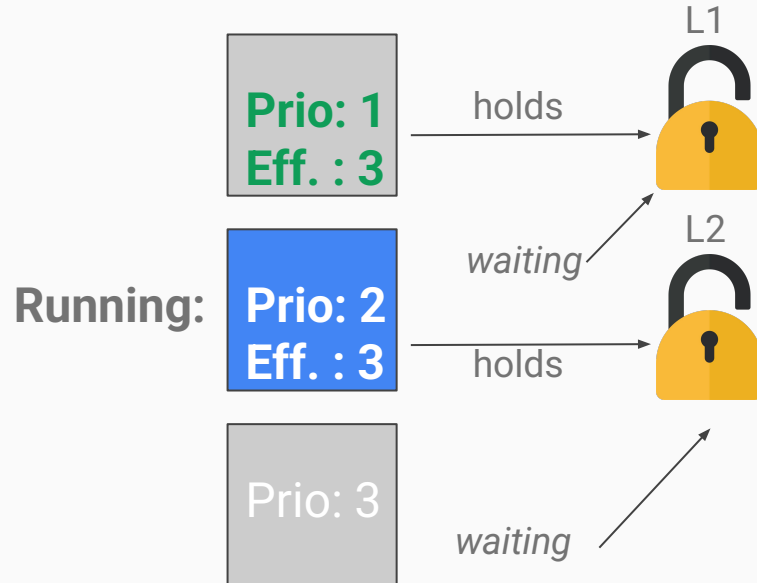 L1
Prio: 1
Eff. : 3
holds
L2
waiting
Running:
Prio: 2
Eff. : 3
holds
Prio: 3
waiting